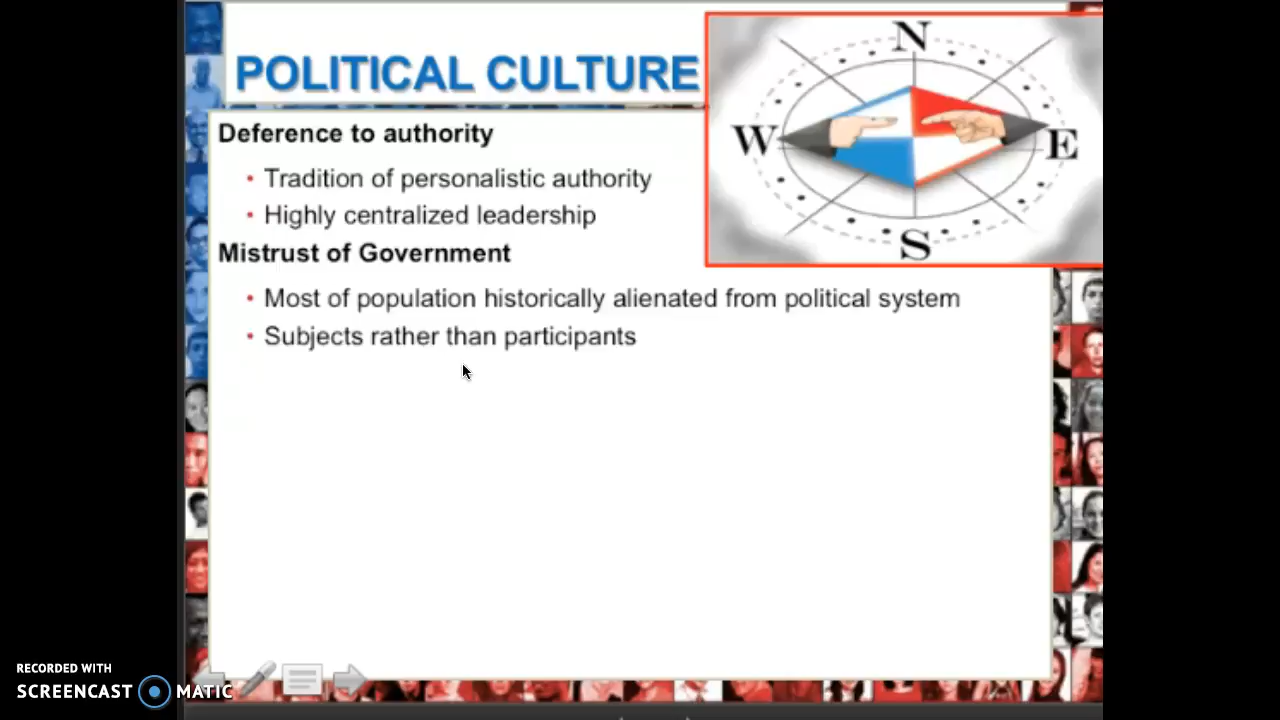 POLITICAL CULTURE
N
W
E
S
Deference to authority
• Tradition of personalistic authority
• Highly centralized leadership
Mistrust of Government
• Most of population historically alienated from political system
• Subjects rather than participants
RECORDED WITH
SCREENCAST MATIC